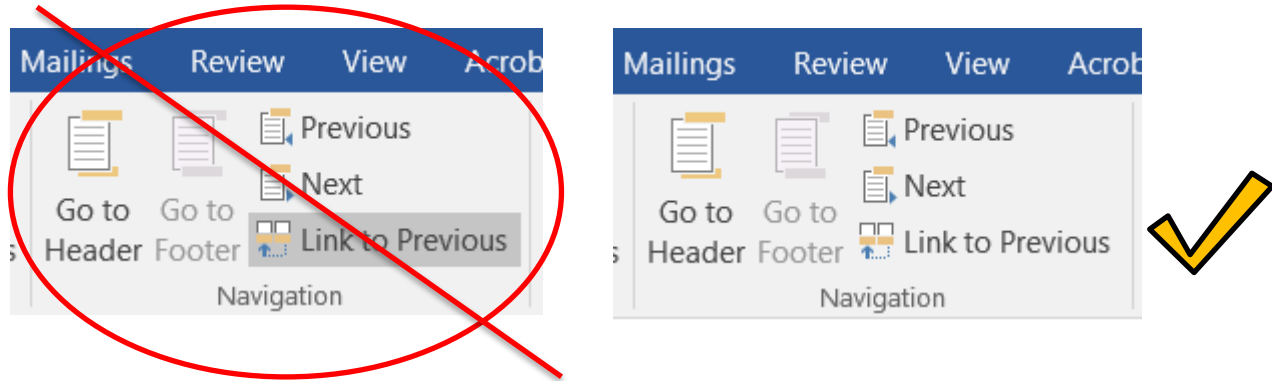 Mailings Review View Acrob
Previous
Next
Go to Header
Go to Footer
Link to Previous
Navigation
Mailings Review View Acrob
Previous
Next
s
Go to Header
Go to Footer
Link to Previous
Navigation